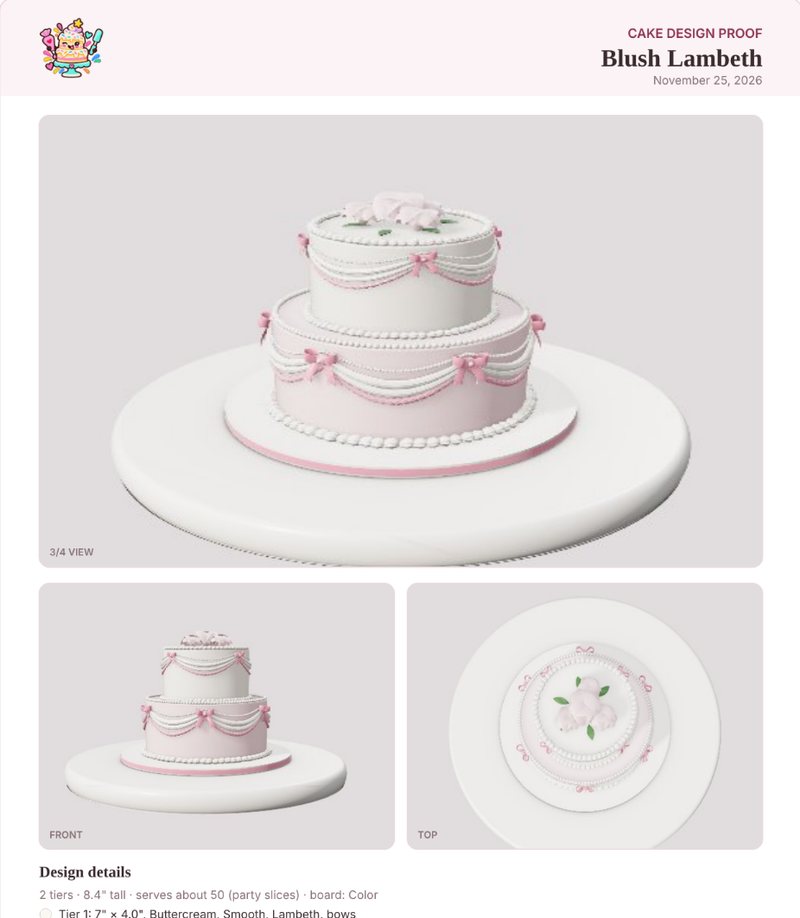 CAKE DESIGN PROOF
Blush Lambeth
November 25, 2026
3/4 VIEW
FRONT
TOP
Design details
2 tiers · 8.4" tall · serves about 50 (party slices) · board: Color
Tier 1: 7" × 4.0", Buttercream, Smooth, Lambeth, bows